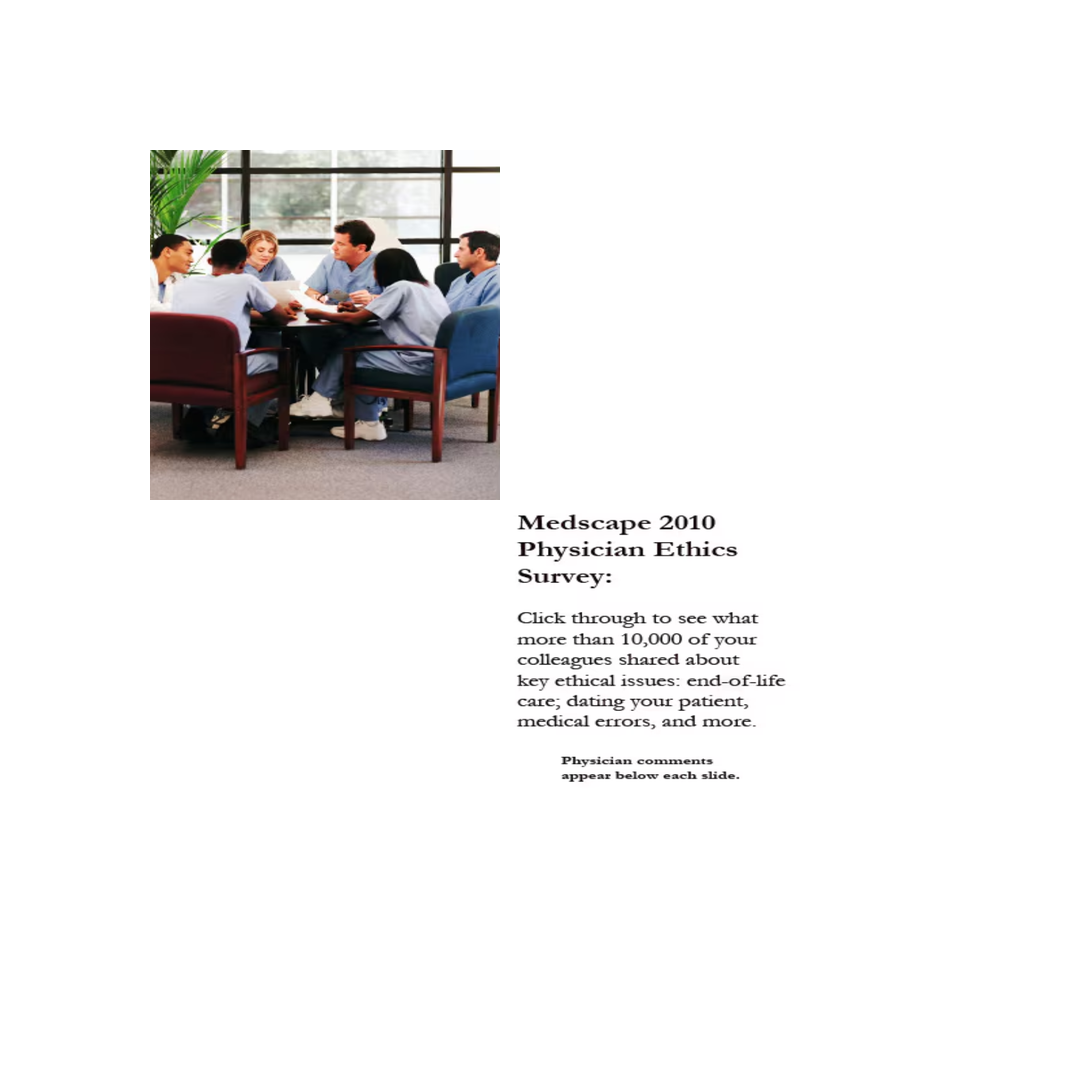 Medscape 2010
Physician Ethics
Survey:
Click through to see what
more than 10,000 of your
colleagues shared about
key ethical issues: end-of-life
care; dating your patient,
medical errors, and more.
Physician comments
appear below each slide.